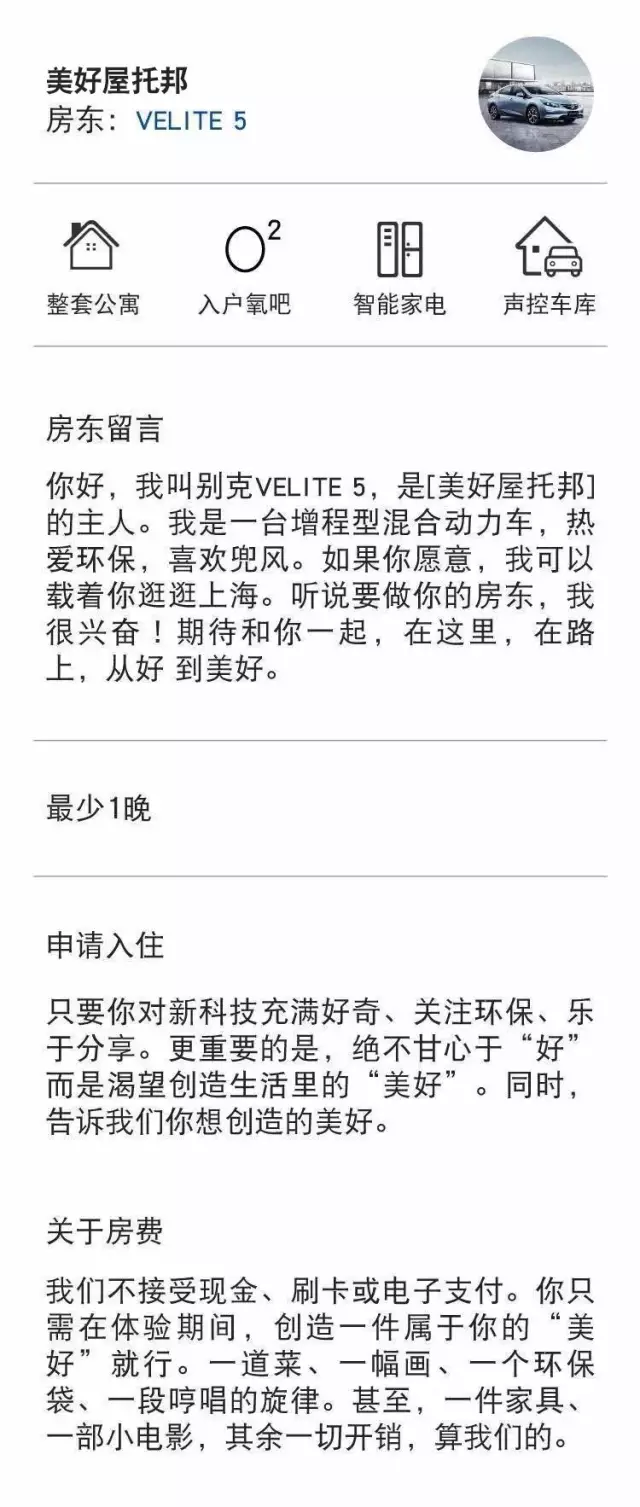 美好屋托邦
房东：VELITE 5
O²
整套公寓 入户氧吧 智能家电 声控车库
房东留言
你好，我叫别克VELITE 5，是[美好屋托邦]
的主人。我是一台增程型混合动力车，热
爱环保，喜欢兜风。如果你愿意，我可以
载着你逛逛上海。听说要做你的房东，我
很兴奋！期待和你一起，在这里，在路
上，从好 到美好。
最少1晚
申请入住
只要你对新科技充满好奇、关注环保、乐
于分享。更重要的是，绝不甘心于“好”
而是渴望创造生活里的“美好”。同时，
告诉我们你想创造的美好。
关于房费
我们不接受现金、刷卡或电子支付。你只
需在体验期间，创造一件属于你的“美
好”就行。一道菜、一幅画、一个环保
袋、一段哼唱的旋律。甚至，一件家具、
一部小电影，其余一切开销，算我们的。